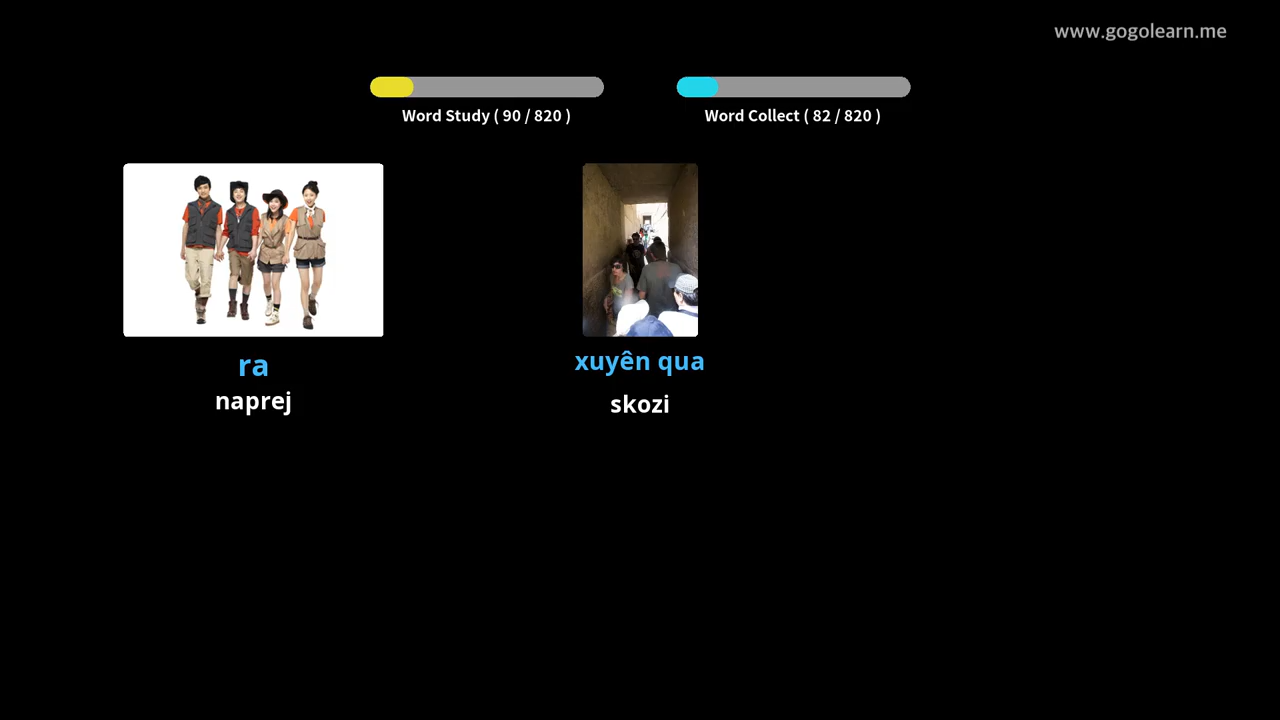 www.gogolearn.me
Word Study ( 90 / 820 )
Word Collect ( 82 / 820 )
ra
naprej
xuyên qua
skozi